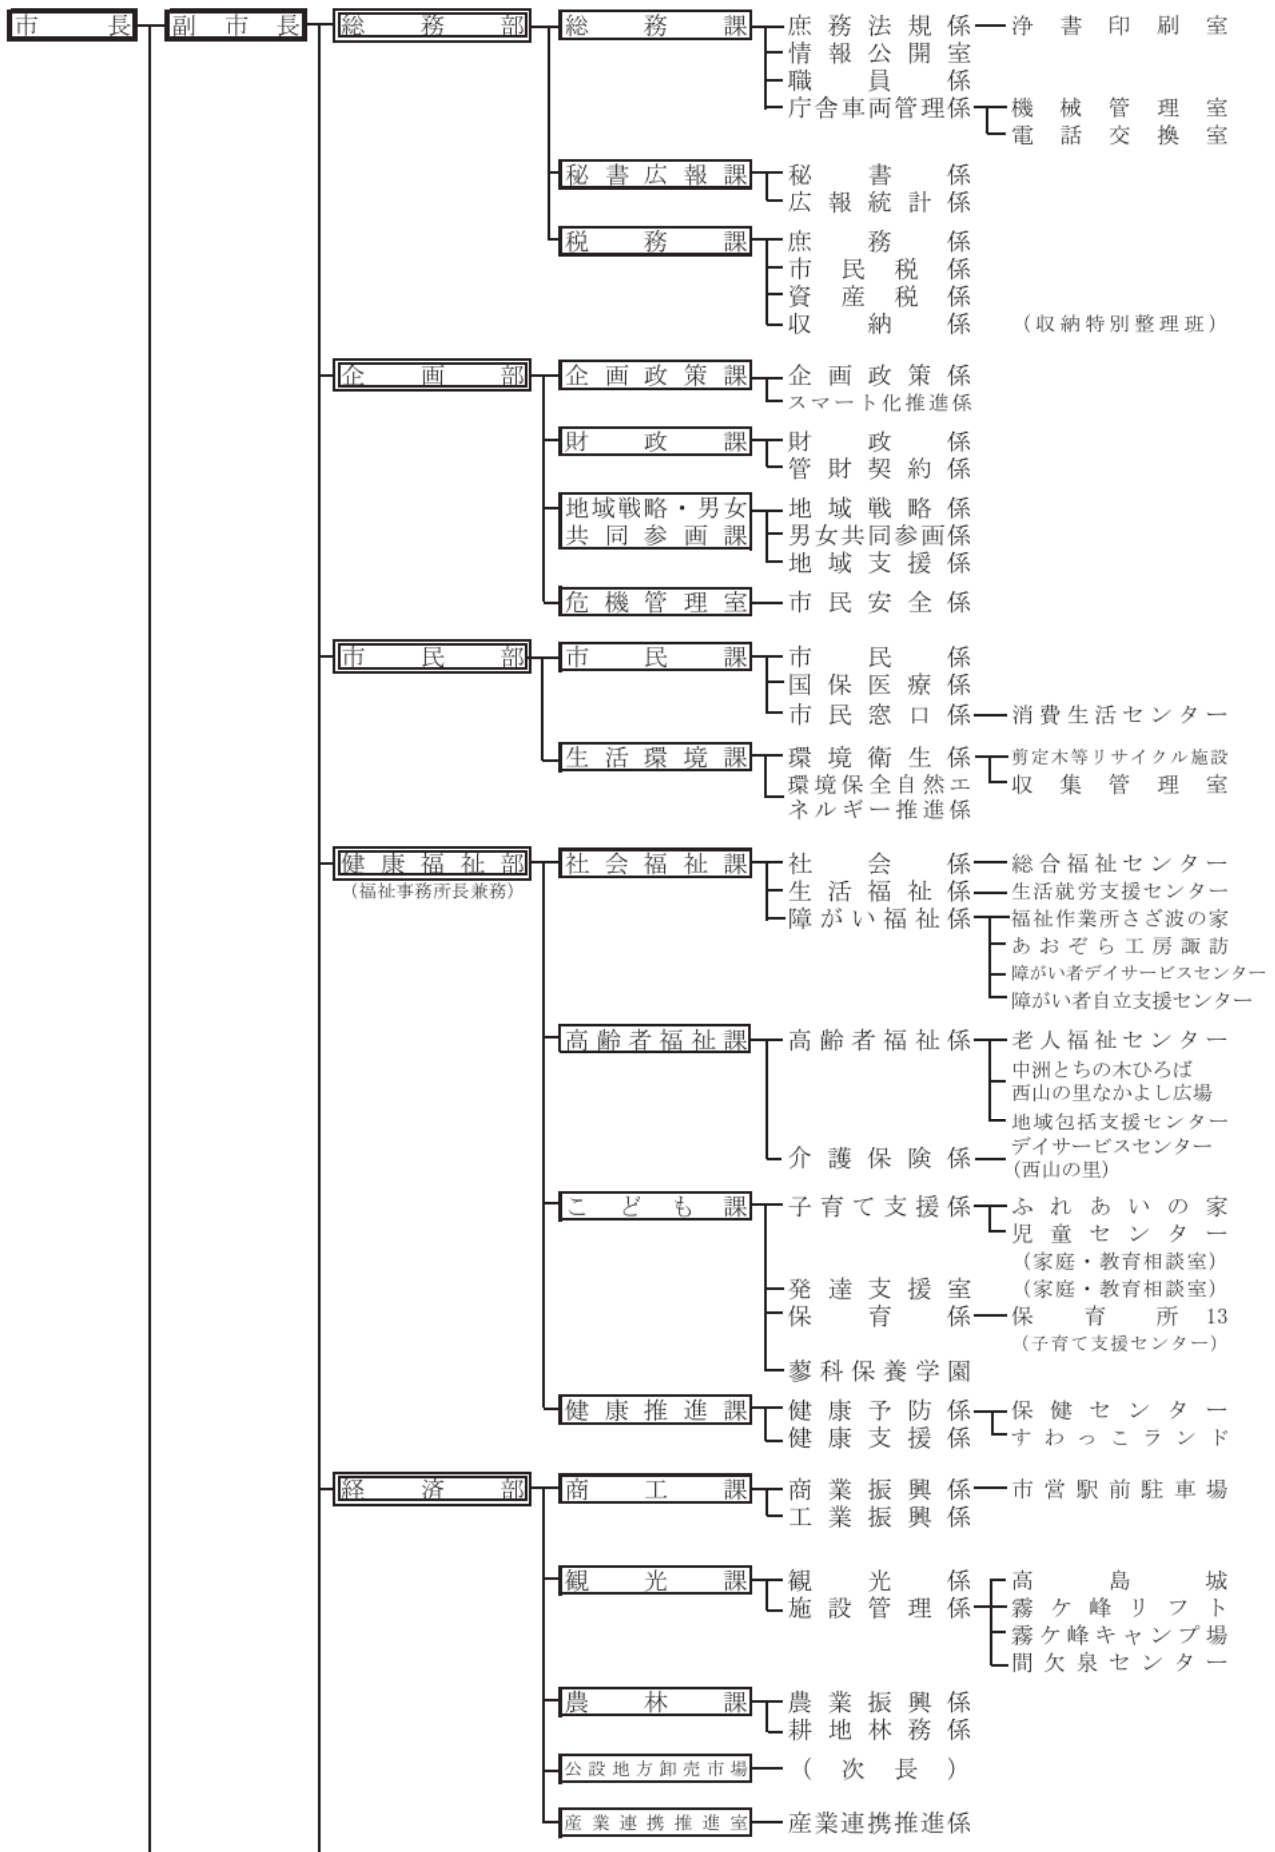 市長 副市長 総務部 総務課 庶務法規係 浄書印刷室
情報公開室
職員係
庁舎車両管理係 機械管理室
電話交換室
秘書広報課 秘書係
広報統計係
税務課 庶務係
市民税係
資産税係
収納係 (収納特別整理班)
企画部 企画政策課 企画政策係
スマート化推進係
財政課 財政係
管財契約係
地域戦略・男女 地域戦略係
共同参画課 男女共同参画係
地域支援係
危機管理室 市民安全係
市民部 市民課 市民係
国保医療係
市民窓口係 消費生活センター
生活環境課 環境衛生係 剪定木等リサイクル施設
環境保全自然エ 収集管理室
ネルギー推進係
健康福祉部 社会福祉課 社会係 総合福祉センター
(福祉事務所長兼務) 生活福祉係 生活就労支援センター
障がい福祉係 福祉作業所さざ波の家
あおぞら工房諏訪
障がい者デイサービスセンター
障がい者自立支援センター
高齢者福祉課 高齢者福祉係 老人福祉センター
中洲とちの木ひろば
西山の里なかよし広場
地域包括支援センター
介護保険係 デイサービスセンター
(西山の里)
こども課 子育て支援係 ふれあいの家
児童センター
(家庭・教育相談室)
発達支援室 (家庭・教育相談室)
保育係 保育所13
(子育て支援センター)
蓼科保養学園
健康推進課 健康予防係 保健センター
健康支援係 すわっこランド
経済部 商工課 商業振興係 市営駅前駐車場
工業振興係
観光課 観光係 高島城
施設管理係 霧ケ峰リフト
霧ケ峰キャンプ場
間欠泉センター
農林課 農業振興係
耕地林務係
公設地方卸売市場 (次長)
産業連携推進室 産業連携推進係